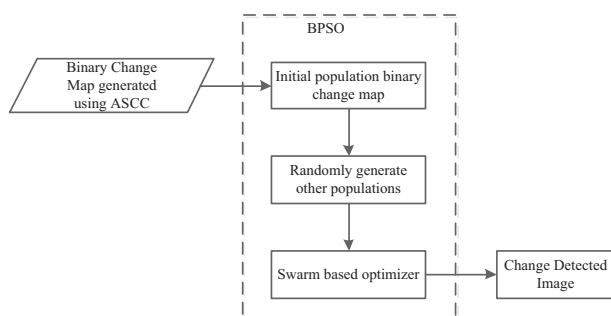 BPSO
Binary Change
Map generated
using ASCC
Initial population binary
change map
Randomly generate
other populations
Swarm based optimizer
Change Detected
Image